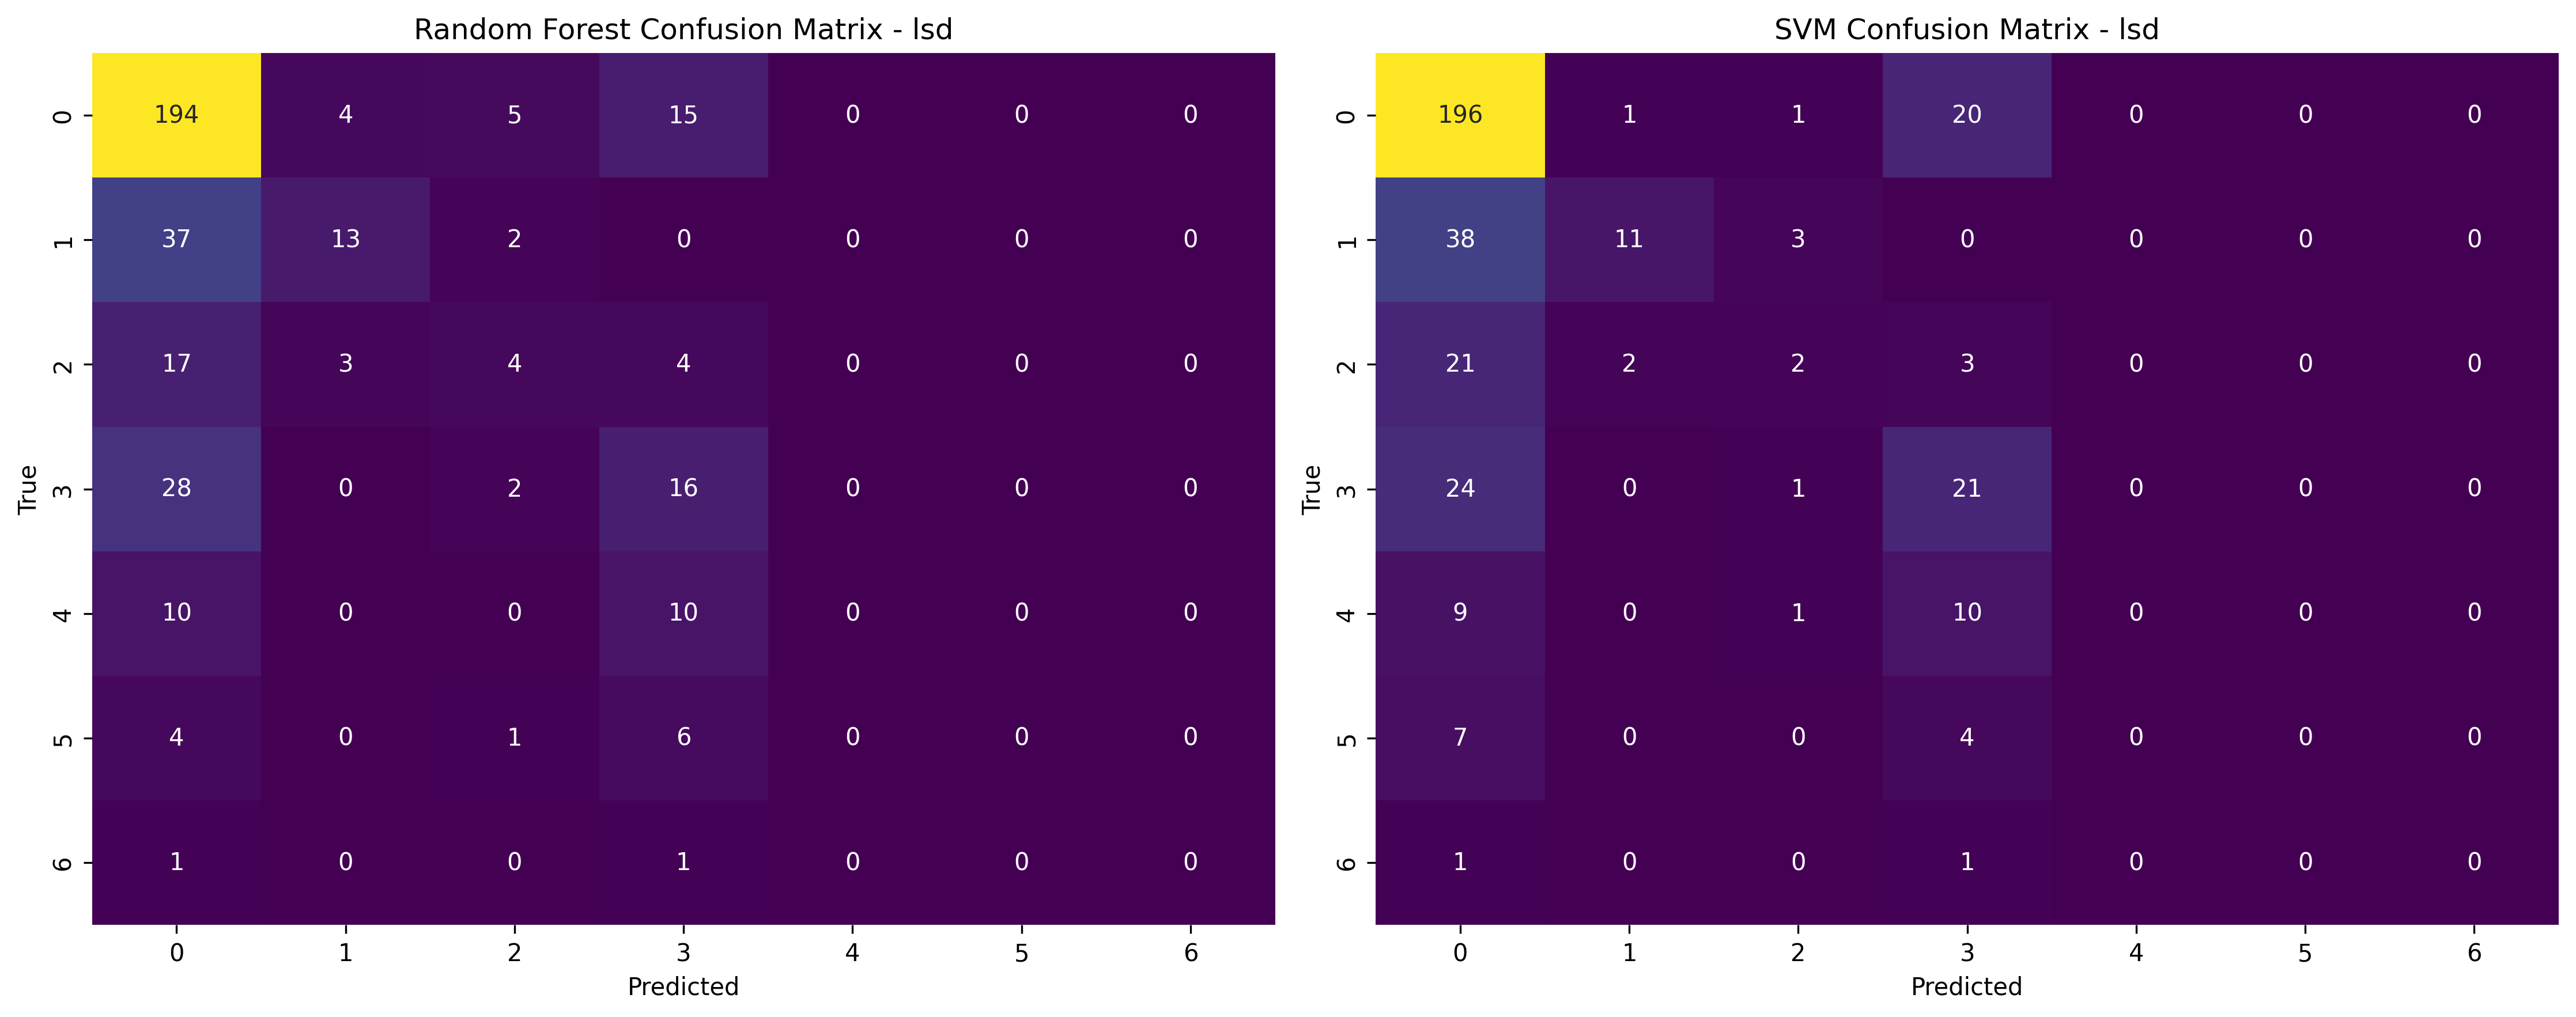 Random Forest Confusion Matrix - lsd
0 194 4 5 15 0 0 0
1 37 13 2 0 0 0 0
2 17 3 4 4 0 0 0
3 28 0 2 16 0 0 0
4 10 0 0 10 0 0 0
5 4 0 1 6 0 0 0
6 1 0 0 1 0 0 0
True
0 1 2 3 4 5 6
Predicted
SVM Confusion Matrix - lsd
0 196 1 1 20 0 0 0
1 38 11 3 0 0 0 0
2 21 2 2 3 0 0 0
3 24 0 1 21 0 0 0
4 9 0 1 10 0 0 0
5 7 0 0 4 0 0 0
6 1 0 0 1 0 0 0
True
0 1 2 3 4 5 6
Predicted